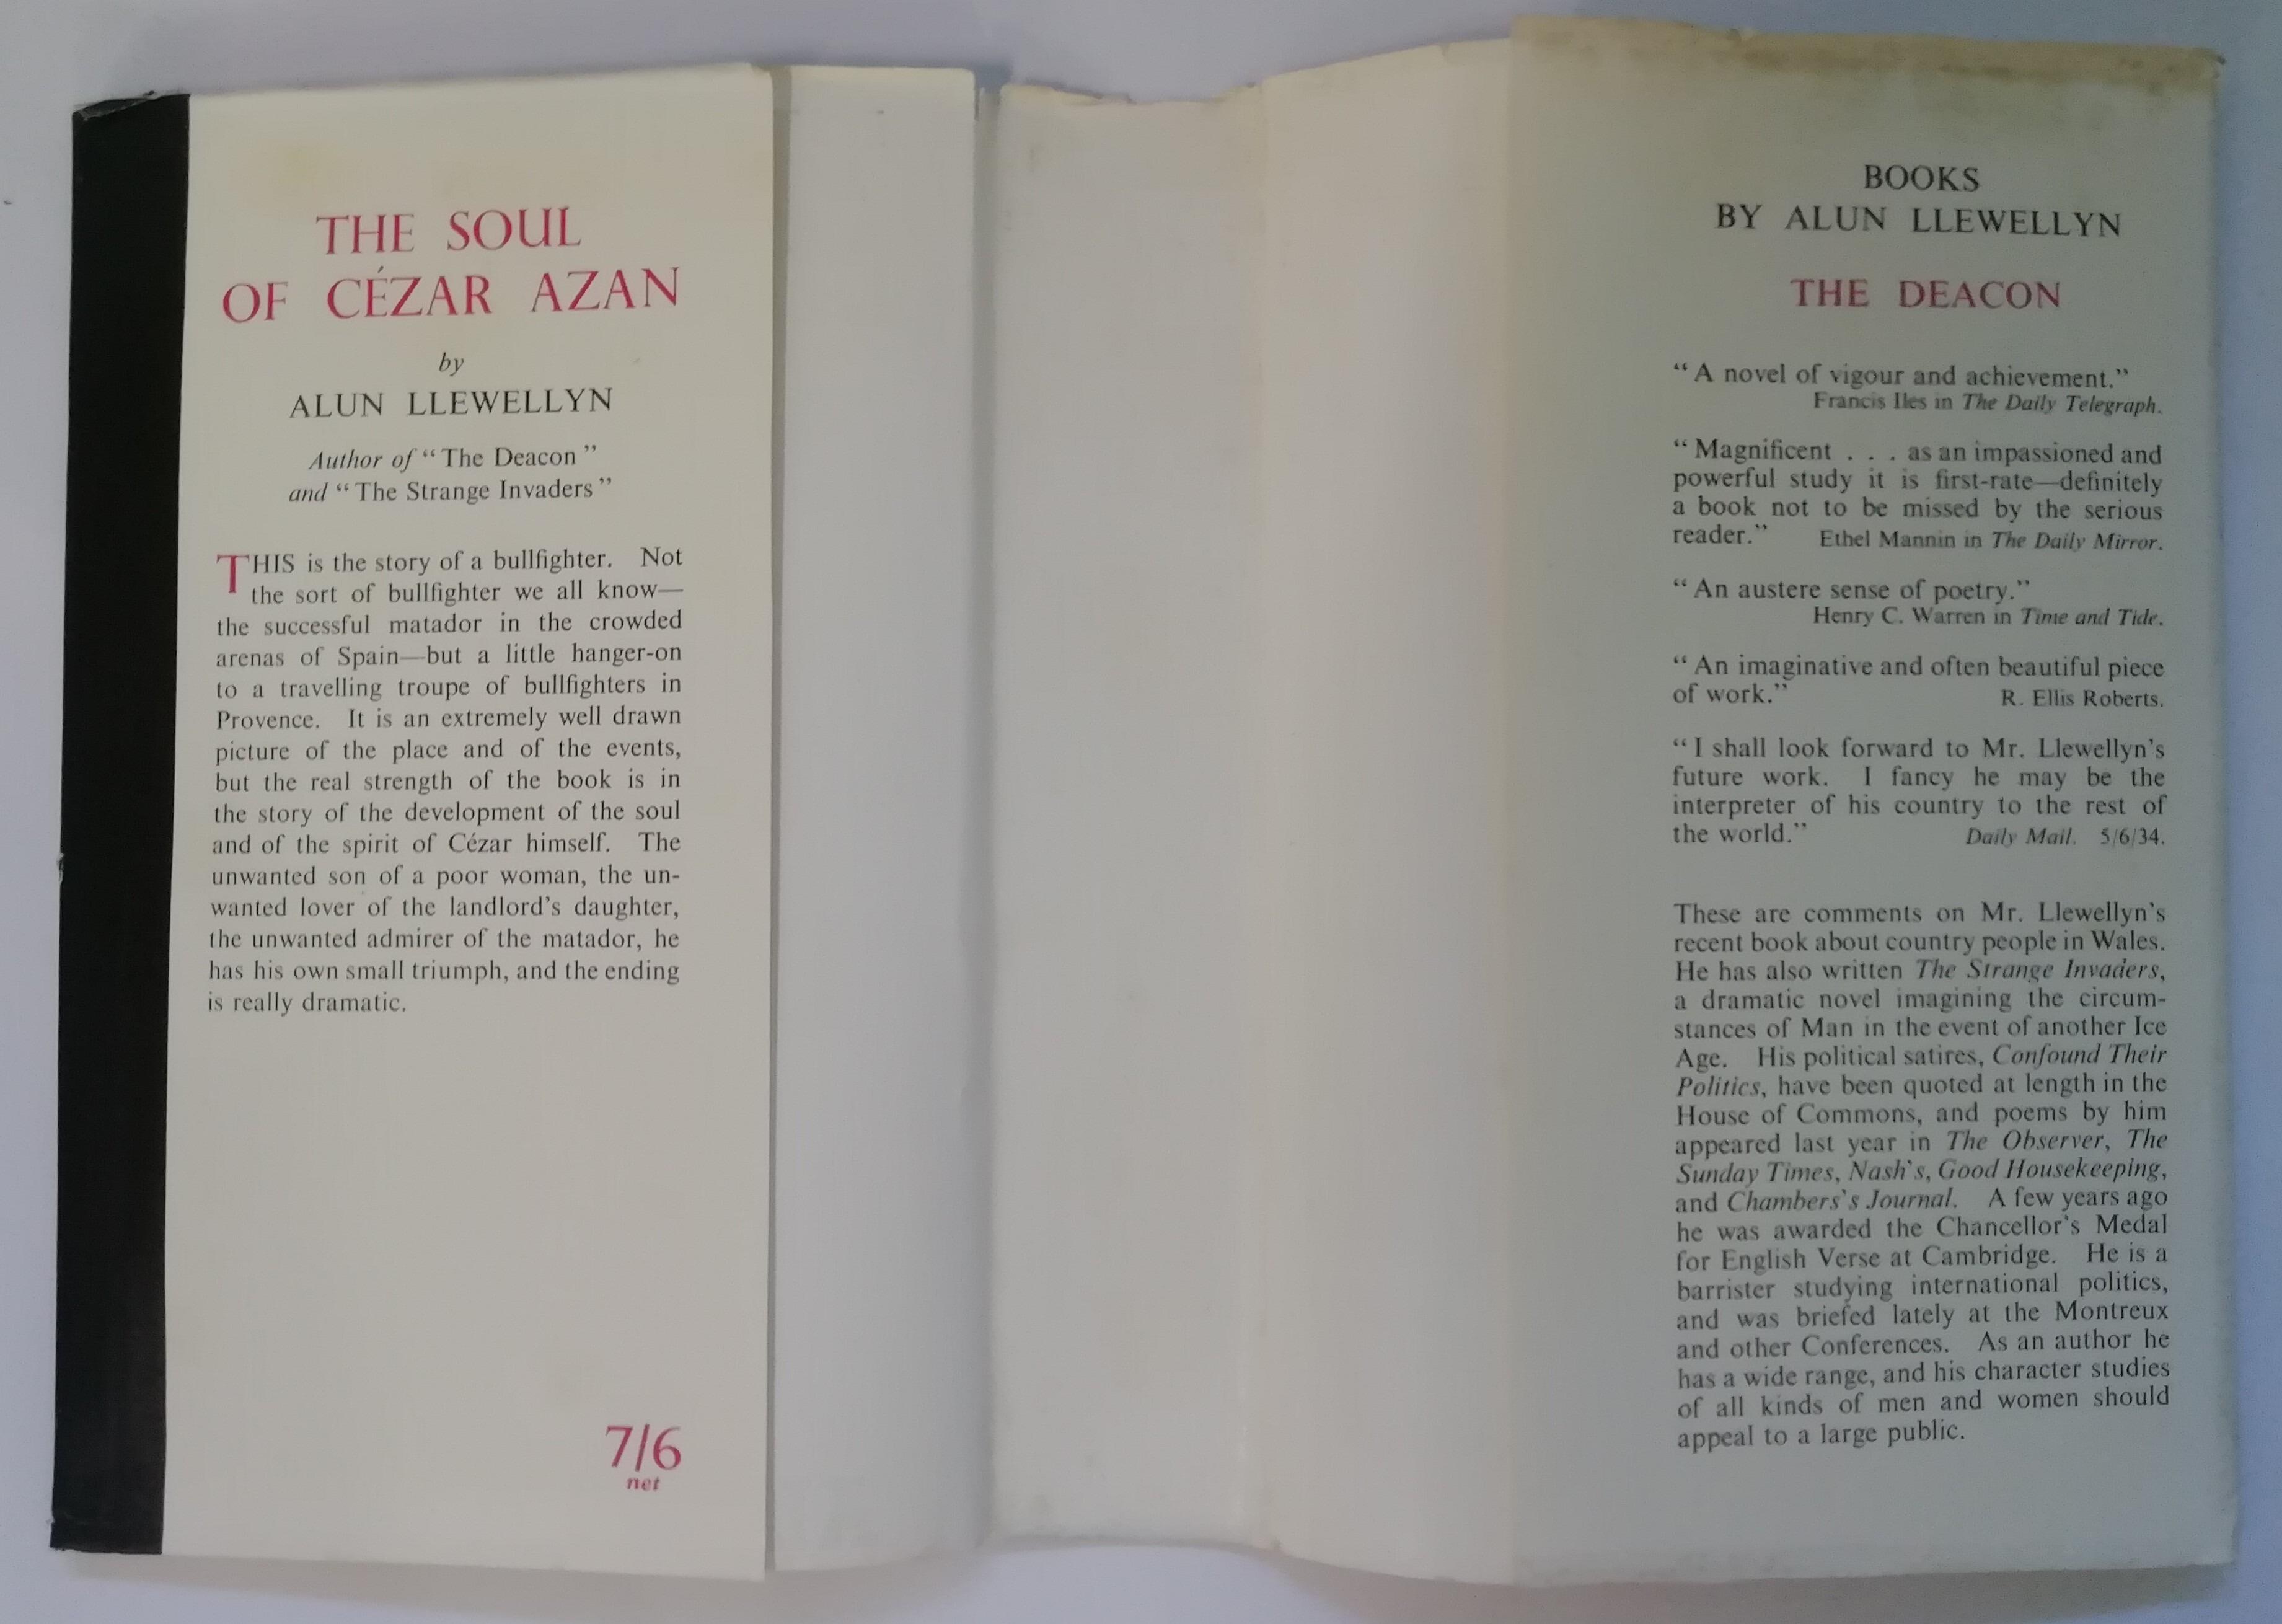 THE SOUL
OF CÉZAR AZAN
by
ALUN LLEWELLYN
Author of “The Deacon”
and “The Strange Invaders”
THIS is the story of a bullfighter. Not
the sort of bullfighter we all know—
the successful matador in the crowded
arenas of Spain—but a little hanger-on
to a travelling troupe of bullfighters in
Provence. It is an extremely well drawn
picture of the place and of the events,
but the real strength of the book is in
the story of the development of the soul
and of the spirit of Cézar himself. The
unwanted son of a poor woman, the un-
wanted lover of the landlord’s daughter,
the unwanted admirer of the matador, he
has his own small triumph, and the ending
is really dramatic.
7/6
net
BOOKS
BY ALUN LLEWELLYN
THE DEACON
“A novel of vigour and achievement.”
Francis Iles in The Daily Telegraph.
“Magnificent . . . as an impassioned and
powerful study it is first-rate—definitely
a book not to be missed by the serious
reader.” Ethel Mannin in The Daily Mirror.
“An austere sense of poetry.”
Henry C. Warren in Time and Tide.
“An imaginative and often beautiful piece
of work.” R. Ellis Roberts.
“I shall look forward to Mr. Llewellyn’s
future work. I fancy he may be the
interpreter of his country to the rest of
the world.” Daily Mail. 5/6/34.
These are comments on Mr. Llewellyn’s
recent book about country people in Wales.
He has also written The Strange Invaders,
a dramatic novel imagining the circum-
stances of Man in the event of another Ice
Age. His political satires, Confound Their
Politics, have been quoted at length in the
House of Commons, and poems by him
appeared last year in The Observer, The
Sunday Times, Nash’s, Good Housekeeping,
and Chambers’s Journal. A few years ago
he was awarded the Chancellor’s Medal
for English Verse at Cambridge. He is a
barrister studying international politics,
and was briefed lately at the Montreux
and other Conferences. As an author he
has a wide range, and his character studies
of all kinds of men and women should
appeal to a large public.